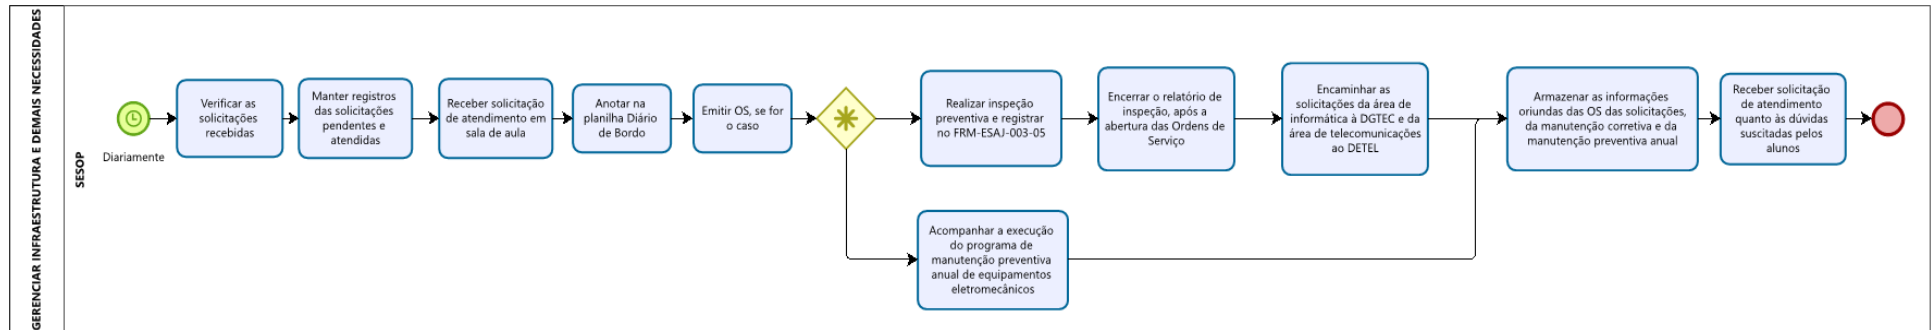 GERENCIAR INFRAESTRUTURA E DEMAIS NECESSIDADES
SESOP
Diariamente
Verificar as
solicitações
recebidas
Manter registros
das solicitações
pendentes e
atendidas
Receber solicitação
de atendimento em
sala de aula
Anotar na
planilha Diário
de Bordo
Emitir OS, se for
o caso
Realizar inspeção
preventiva e registrar
no FRM-ESAJ-003-05
Encerrar o relatório de
inspeção, após a
abertura das Ordens de
Serviço
Encaminhar as
solicitações da área de
informática à DGTEC e da
área de telecomunicações
ao DETEL
Acompanhar a execução
do programa de
manutenção preventiva
anual de equipamentos
eletromecânicos
Armazenar as informações
oriundas das OS das solicitações,
da manutenção corretiva e da
manutenção preventiva anual
Receber solicitação
de atendimento
quanto às dúvidas
suscitadas pelos
alunos